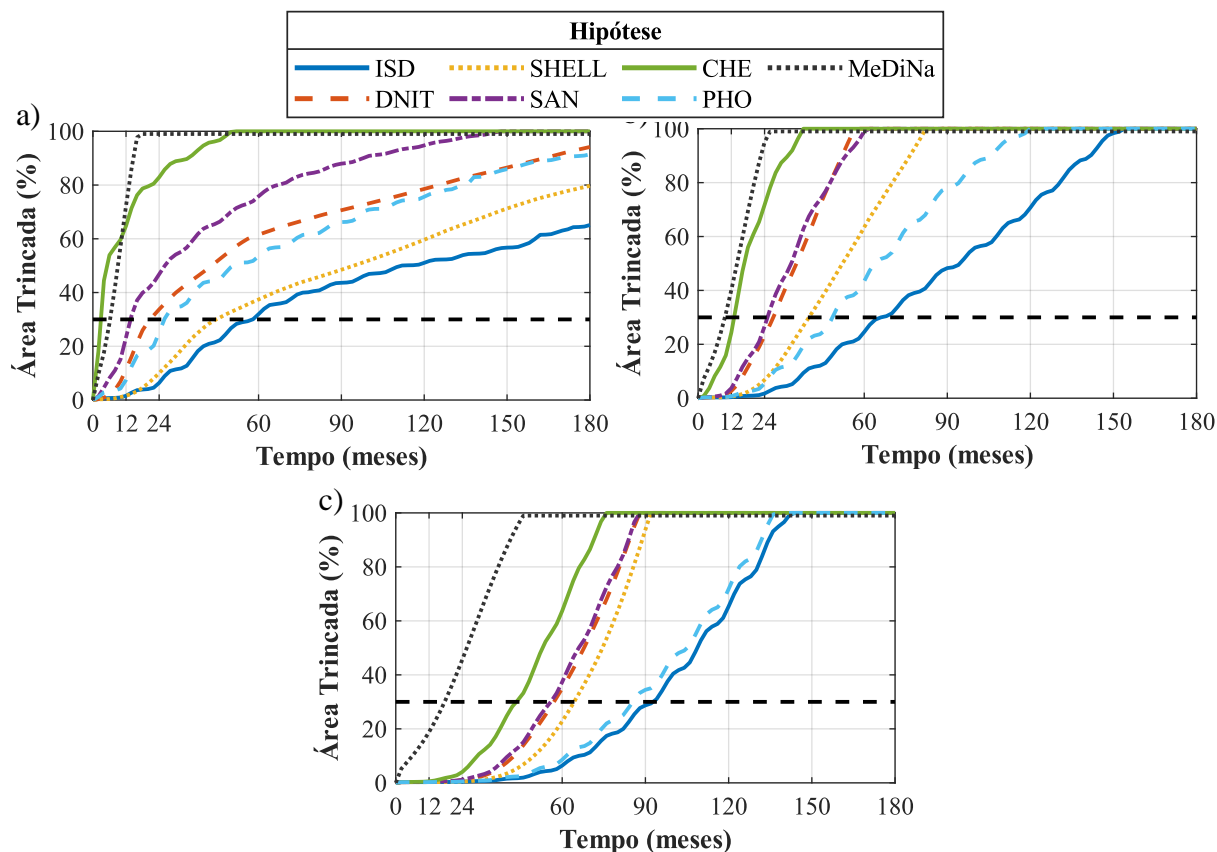 Hipótese
ISD SHELL CHE MeDiNa
DNIT SAN PHO
a)
100
80
60
40
20
0
Área Trincada (%)
0 12 24 60 90 120 150 180
Tempo (meses)
100
80
60
40
20
0
Área Trincada (%)
0 12 24 60 90 120 150 180
Tempo (meses)
c)
100
80
60
40
20
0
Área Trincada (%)
0 12 24 60 90 120 150 180
Tempo (meses)